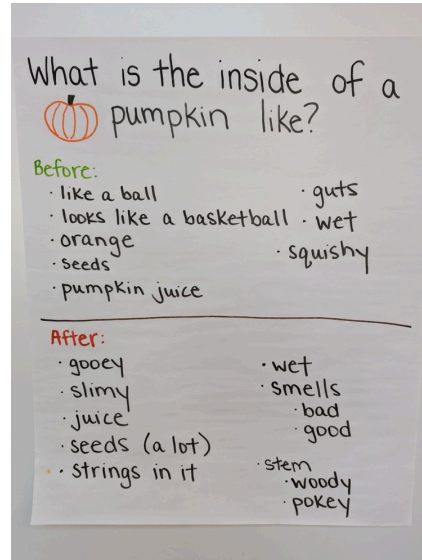 What is the inside of a
pumpkin like?
Before:
· like a ball
· looks like a basketball
· orange
· seeds
· pumpkin juice
· guts
· wet
· squishy
After:
· gooey
· slimy
· juice
· seeds (a lot)
· strings in it
· wet
· smells
· bad
· good
· stem
· woody
· pokey